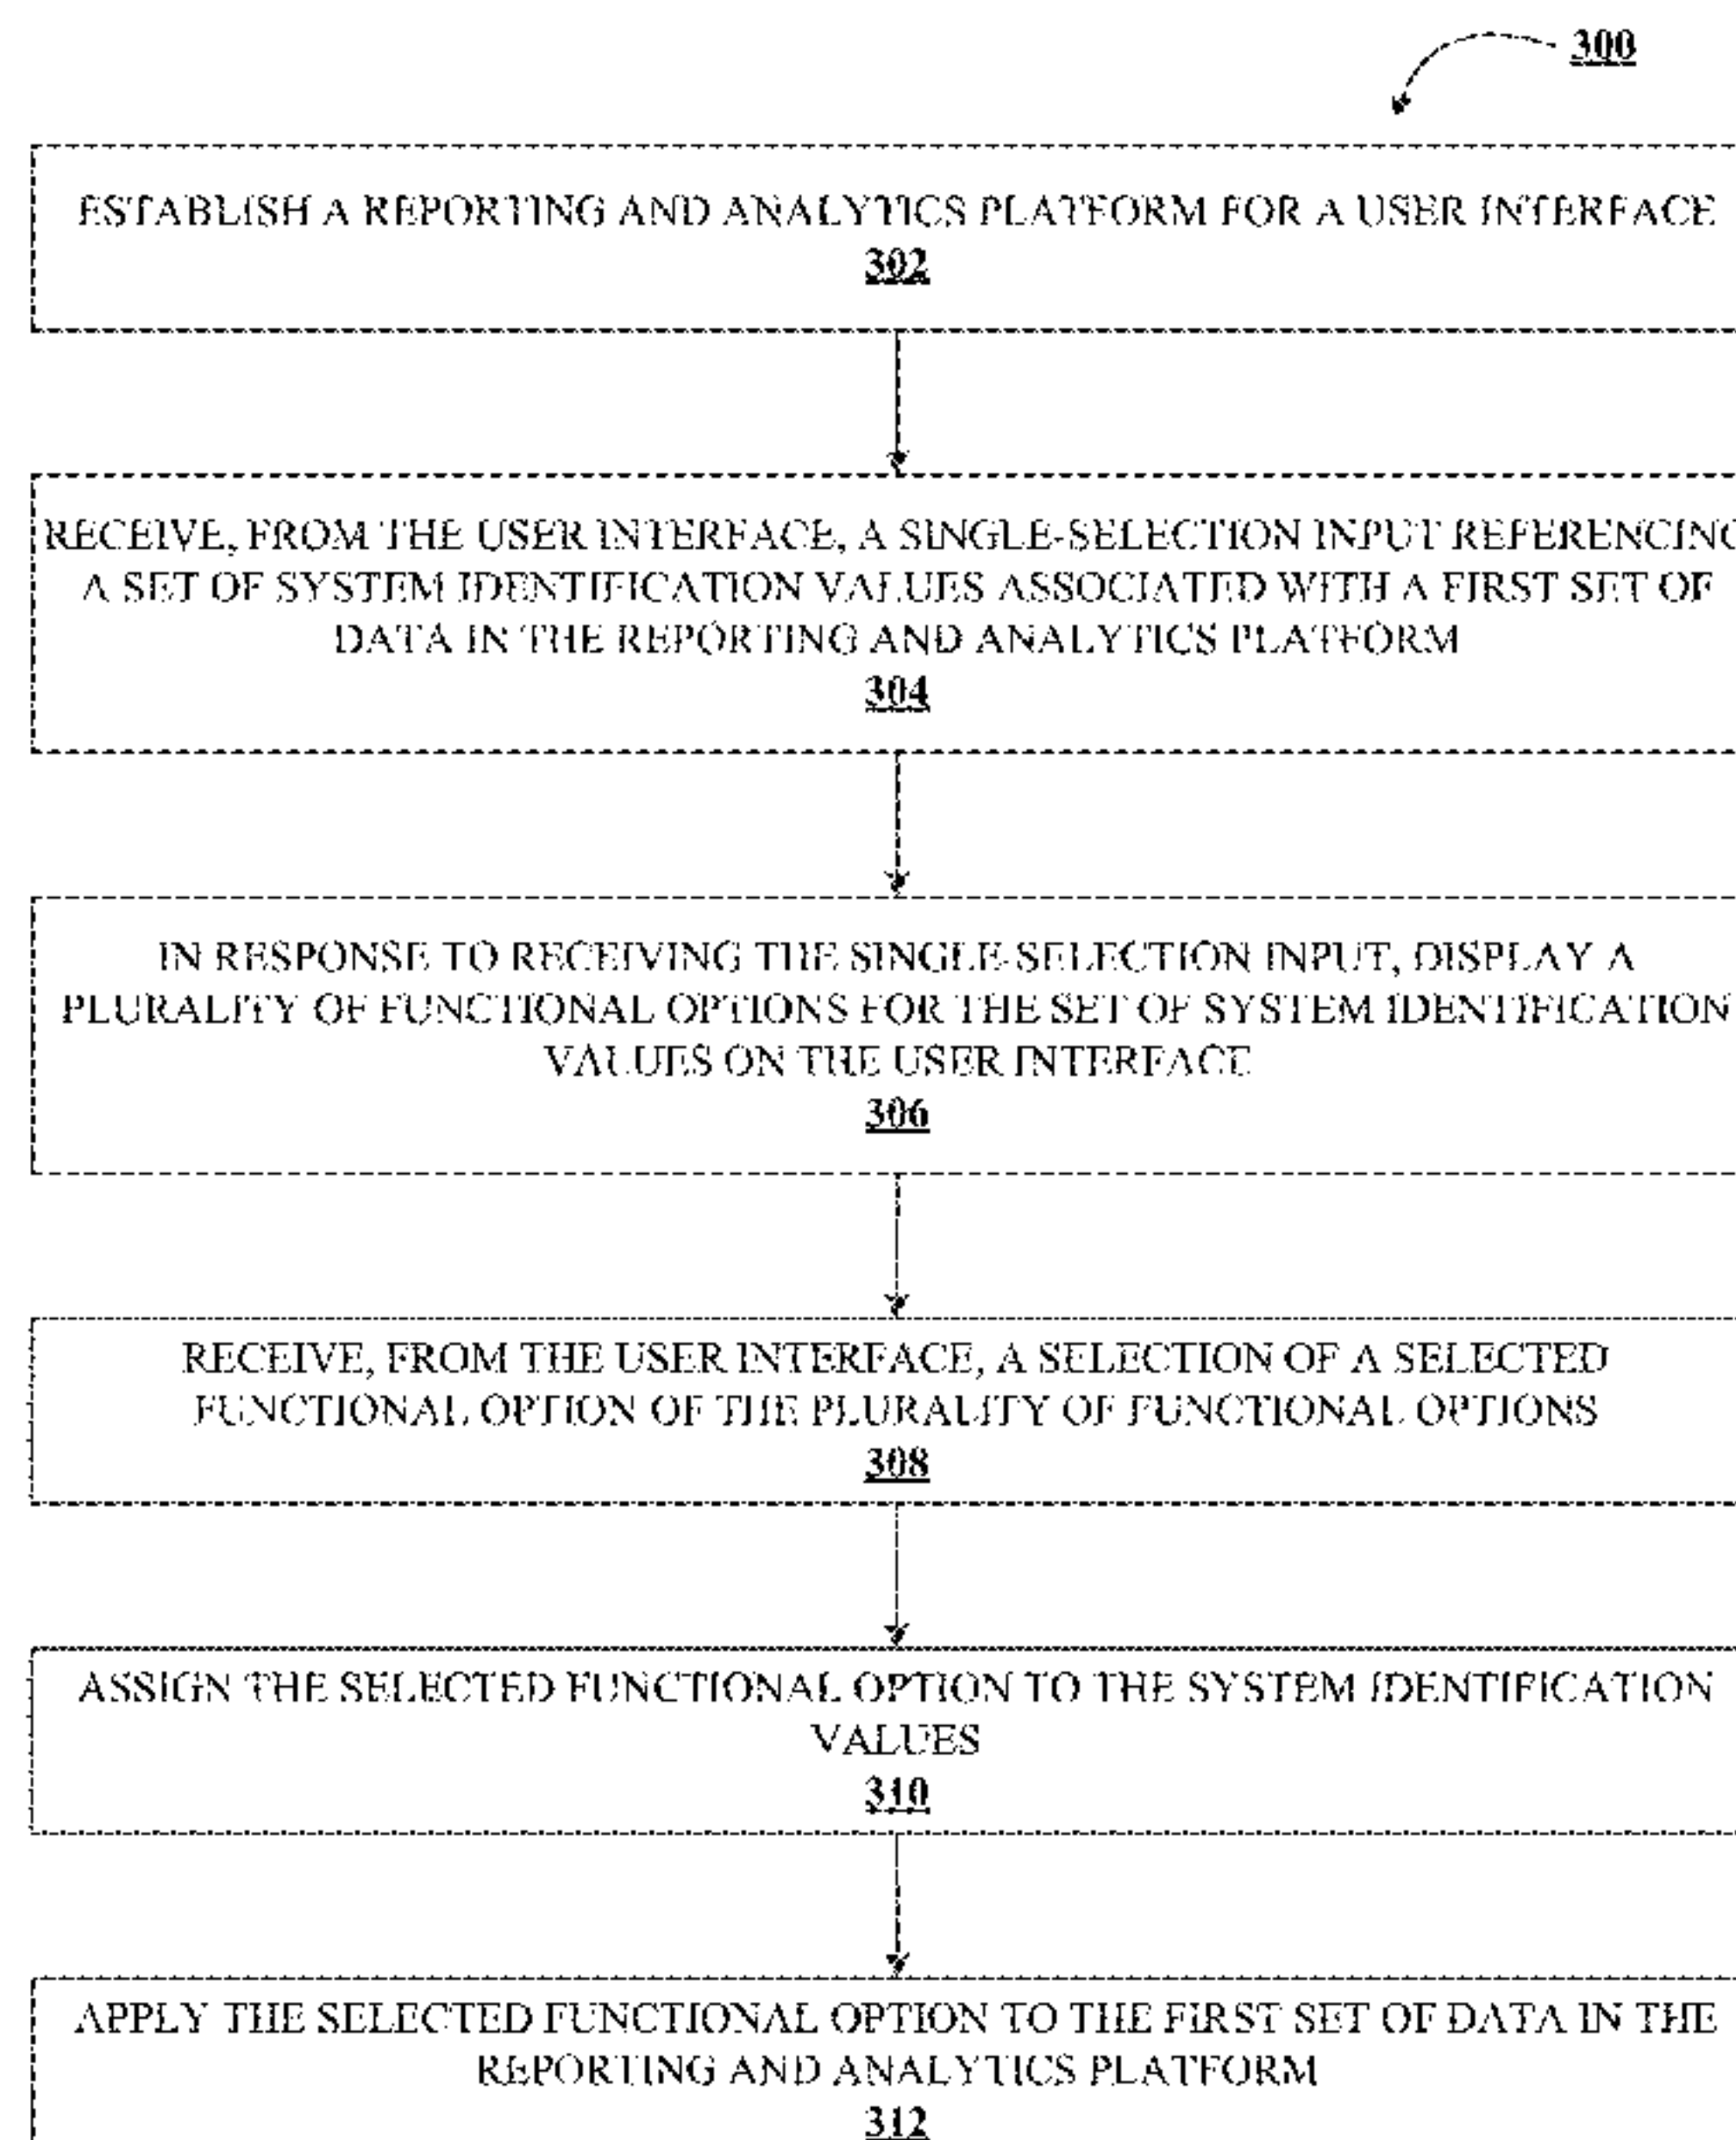 300
ESTABLISH A REPORTING AND ANALYTICS PLATFORM FOR A USER INTERFACE
302
RECEIVE, FROM THE USER INTERFACE, A SINGLE-SELECTION INPUT REFERENCING
A SET OF SYSTEM IDENTIFICATION VALUES ASSOCIATED WITH A FIRST SET OF
DATA IN THE REPORTING AND ANALYTICS PLATFORM
304
IN RESPONSE TO RECEIVING THE SINGLE-SELECTION INPUT, DISPLAY A
PLURALITY OF FUNCTIONAL OPTIONS FOR THE SET OF SYSTEM IDENTIFICATION
VALUES ON THE USER INTERFACE
306
RECEIVE, FROM THE USER INTERFACE, A SELECTION OF A SELECTED
FUNCTIONAL OPTION OF THE PLURALITY OF FUNCTIONAL OPTIONS
308
ASSIGN THE SELECTED FUNCTIONAL OPTION TO THE SYSTEM IDENTIFICATION
VALUES
310
APPLY THE SELECTED FUNCTIONAL OPTION TO THE FIRST SET OF DATA IN THE
REPORTING AND ANALYTICS PLATFORM
312